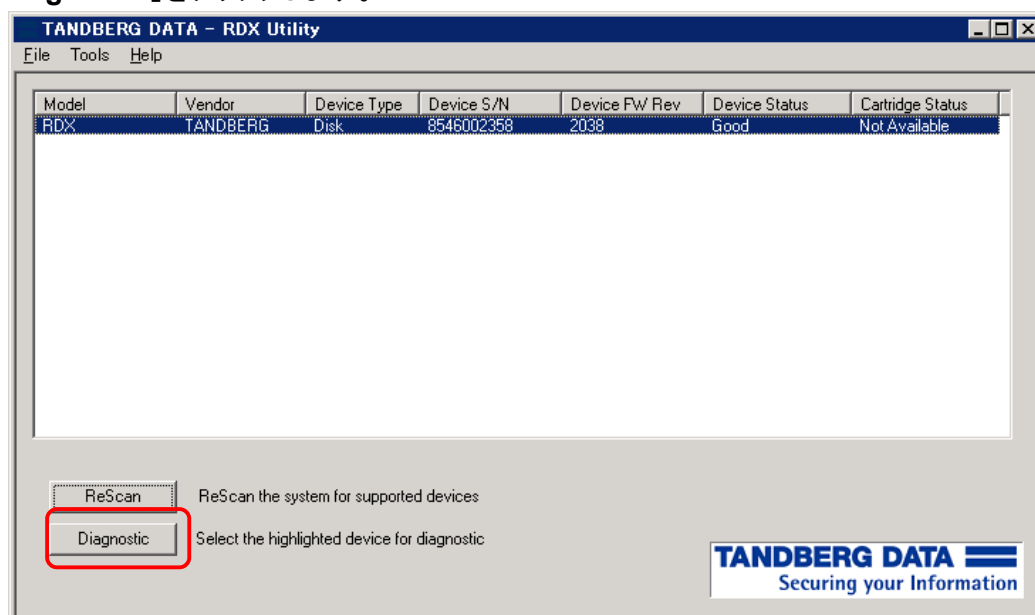 TANDBERG DATA – RDX Utility
File Tools Help
Model Vendor Device Type Device S/N Device FW Rev Device Status Cartridge Status
RDX TANDBERG Disk 8546002358 2038 Good Not Available
ReScan ReScan the system for supported devices
Diagnostic Select the highlighted device for diagnostic
TANDBERG DATA
Securing your Information